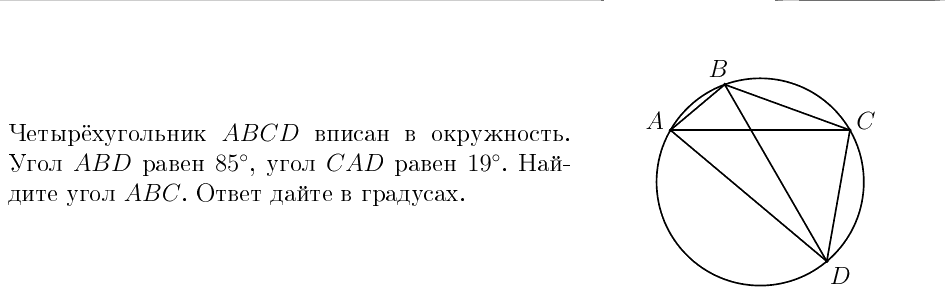 Четырёхугольник ABCD вписан в окружность.
Угол ABD равен 85°, угол CAD равен 19°. Най-
дите угол ABC. Ответ дайте в градусах.
B
A
C
D